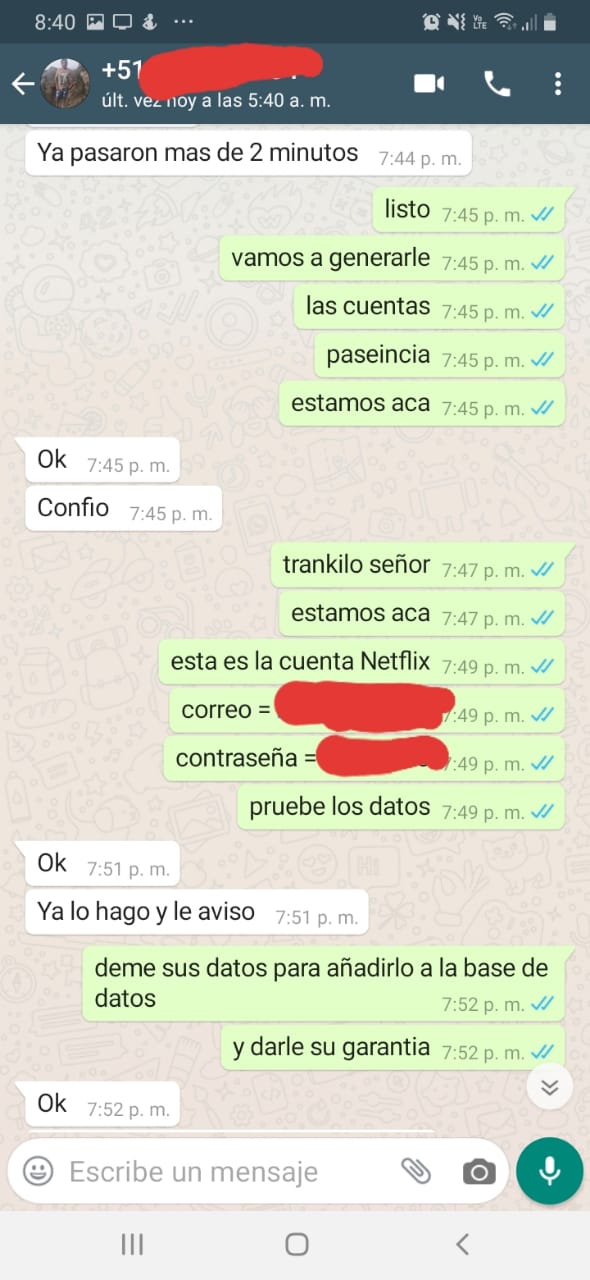 8:40
VoLTE
+51
últ. vez hoy a las 5:40 a. m.
Ya pasaron mas de 2 minutos 7:44 p. m.
listo 7:45 p. m.
vamos a generarle 7:45 p. m.
las cuentas 7:45 p. m.
paseincia 7:45 p. m.
estamos aca 7:45 p. m.
Ok 7:45 p. m.
Confio 7:45 p. m.
trankilo señor 7:47 p. m.
estamos aca 7:47 p. m.
esta es la cuenta Netflix 7:49 p. m.
correo = 7:49 p. m.
contraseña = 7:49 p. m.
pruebe los datos 7:49 p. m.
Ok 7:51 p. m.
Ya lo hago y le aviso 7:51 p. m.
deme sus datos para añadirlo a la base de
datos 7:52 p. m.
y darle su garantia 7:52 p. m.
Ok 7:52 p. m.
Escribe un mensaje